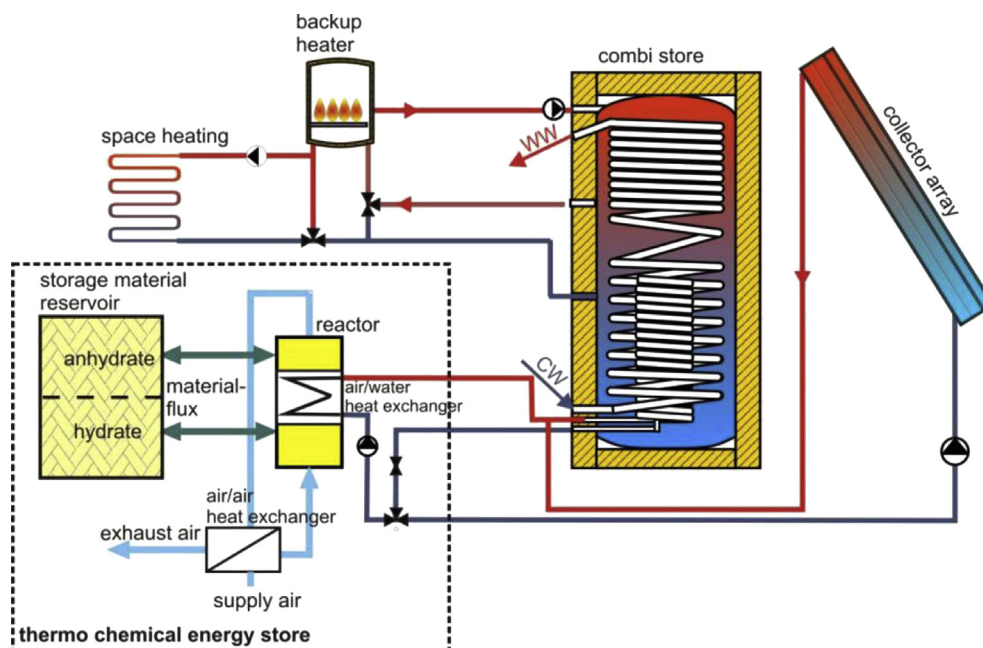 backup
heater
combi store
space heating
WW
collector array
storage material
reservoir
reactor
anhydrate
material-
flux
air/water
heat exchanger
CW
hydrate
air/air
heat exchanger
exhaust air
supply air
thermo chemical energy store